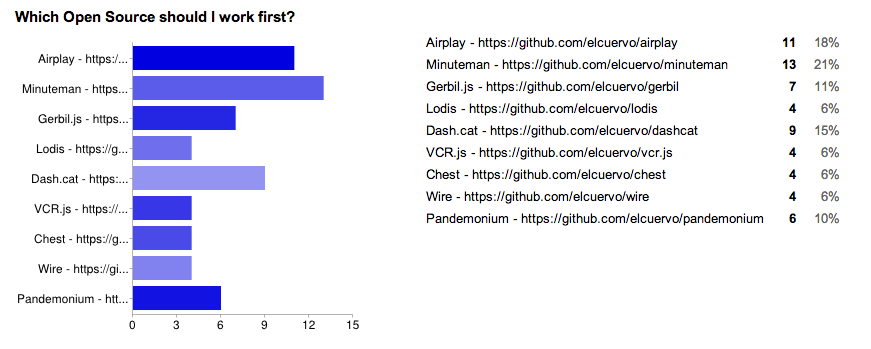 Which Open Source should I work first?
Airplay - https:/...
Minuteman - https...
Gerbil.js - https...
Lodis - https://g...
Dash.cat - https:...
VCR.js - https://...
Chest - https://g...
Wire - https://gi...
Pandemonium - htt...
0 3 6 9 12 15
Airplay - https://github.com/elcuervo/airplay 11 18%
Minuteman - https://github.com/elcuervo/minuteman 13 21%
Gerbil.js - https://github.com/elcuervo/gerbil 7 11%
Lodis - https://github.com/elcuervo/lodis 4 6%
Dash.cat - https://github.com/elcuervo/dashcat 9 15%
VCR.js - https://github.com/elcuervo/vcr.js 4 6%
Chest - https://github.com/elcuervo/chest 4 6%
Wire - https://github.com/elcuervo/wire 4 6%
Pandemonium - https://github.com/elcuervo/pandemonium 6 10%